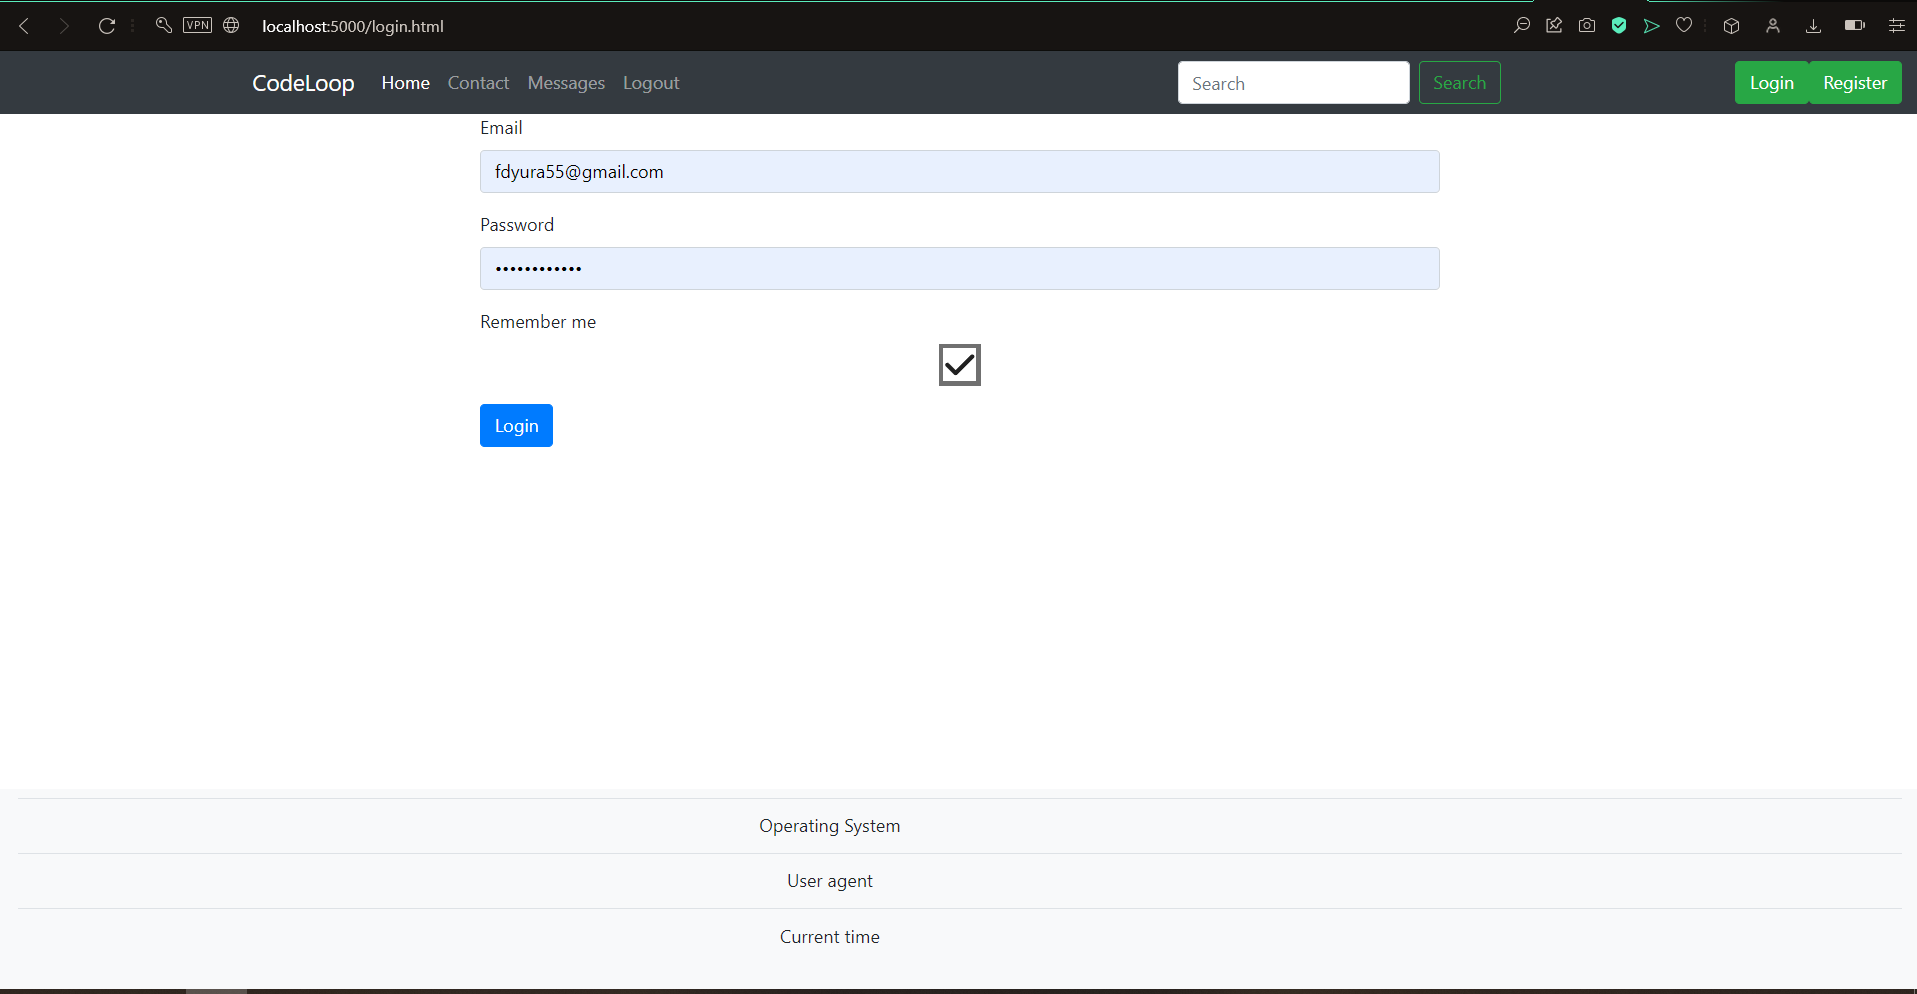 VPN localhost:5000/login.html
CodeLoop Home Contact Messages Logout Search Search Login Register
Email
fdyura55@gmail.com
Password
••••••••••••
Remember me
Login
Operating System
User agent
Current time